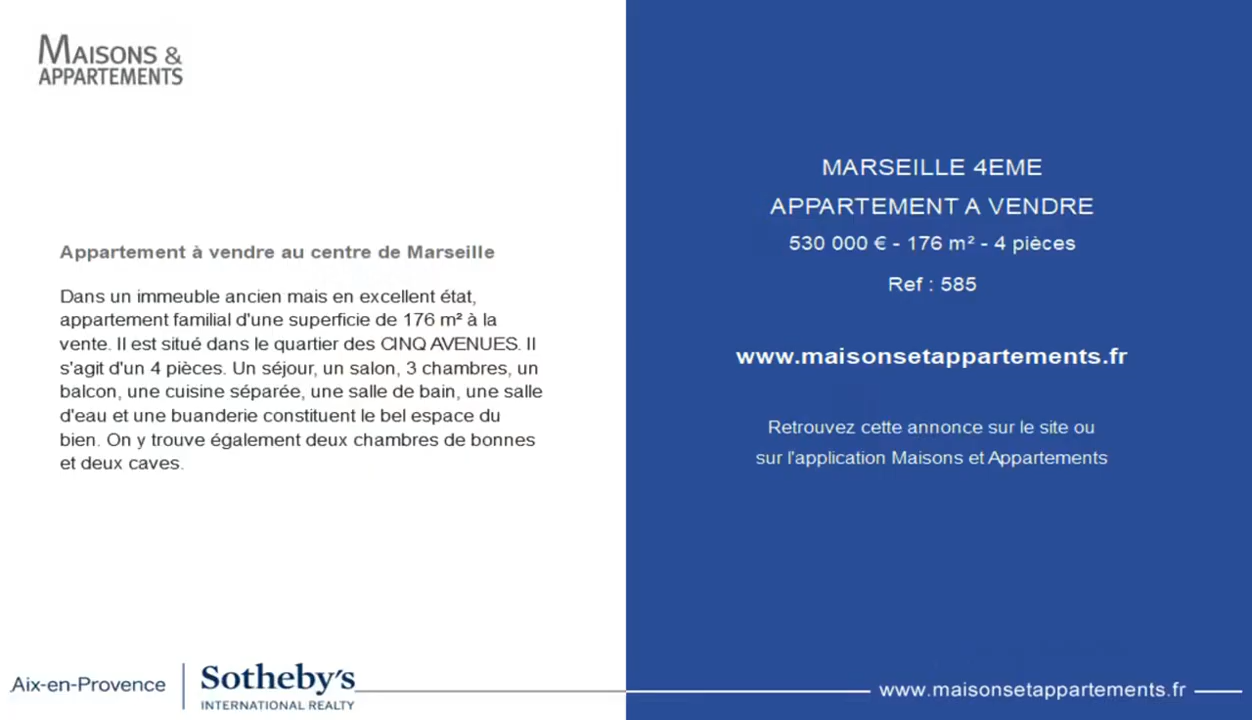 MAISONS &
APPARTEMENTS
Appartement à vendre au centre de Marseille
Dans un immeuble ancien mais en excellent état,
appartement familial d'une superficie de 176 m² à la
vente. Il est situé dans le quartier des CINQ AVENUES. Il
s'agit d'un 4 pièces. Un séjour, un salon, 3 chambres, un
balcon, une cuisine séparée, une salle de bain, une salle
d'eau et une buanderie constituent le bel espace du
bien. On y trouve également deux chambres de bonnes
et deux caves.
Aix-en-Provence
Sotheby's
INTERNATIONAL REALTY
MARSEILLE 4EME
APPARTEMENT A VENDRE
530 000 € - 176 m² - 4 pièces
Ref : 585
www.maisonsetappartements.fr
Retrouvez cette annonce sur le site ou
sur l'application Maisons et Appartements
www.maisonsetappartements.fr